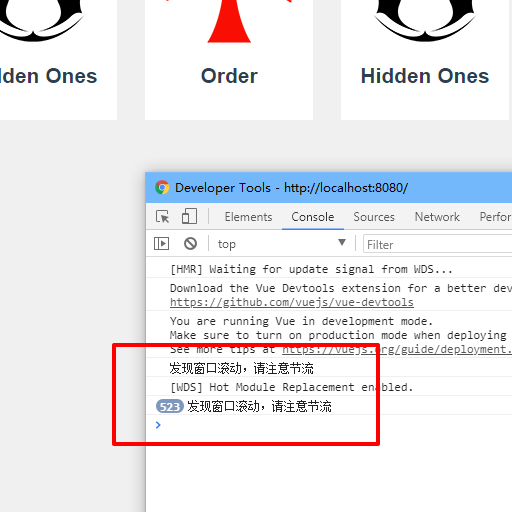 dden Ones
Order
Hidden Ones
Developer Tools - http://localhost:8080/
Elements Console Sources Network Perfor
top Filter
[HMR] Waiting for update signal from WDS...
Download the Vue Devtools extension for a better dev
https://github.com/vuejs/vue-devtools
You are running Vue in development mode.
Make sure to turn on production mode when deploying
See more tips at https://vuejs.org/guide/deployment.
发现窗口滚动，请注意节流
[WDS] Hot Module Replacement enabled.
523 发现窗口滚动，请注意节流